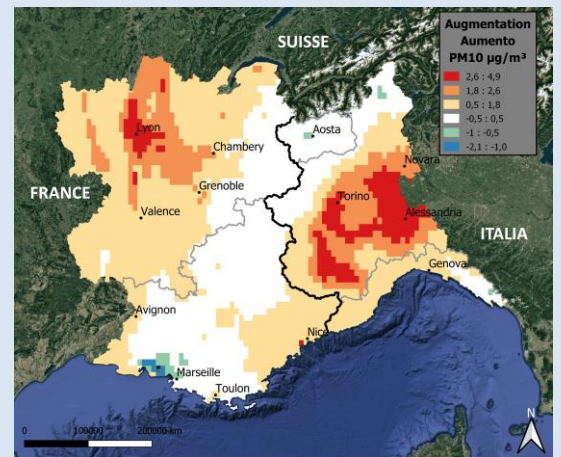 Augmentation
Aumento
PM10 µg/m³
2,6 : 4,9
1,8 : 2,6
0,5 : 1,8
-0,5 : 0,5
-1 : -0,5
-2,1 : -1,0
SUISSE
Aosta
Lyon
Chambery
Novara
Grenoble
FRANCE
Torino
Valence
Alessandria
ITALIA
Genova
Avignon
Nice
Marseille
Toulon
N
0 100000 200000 km